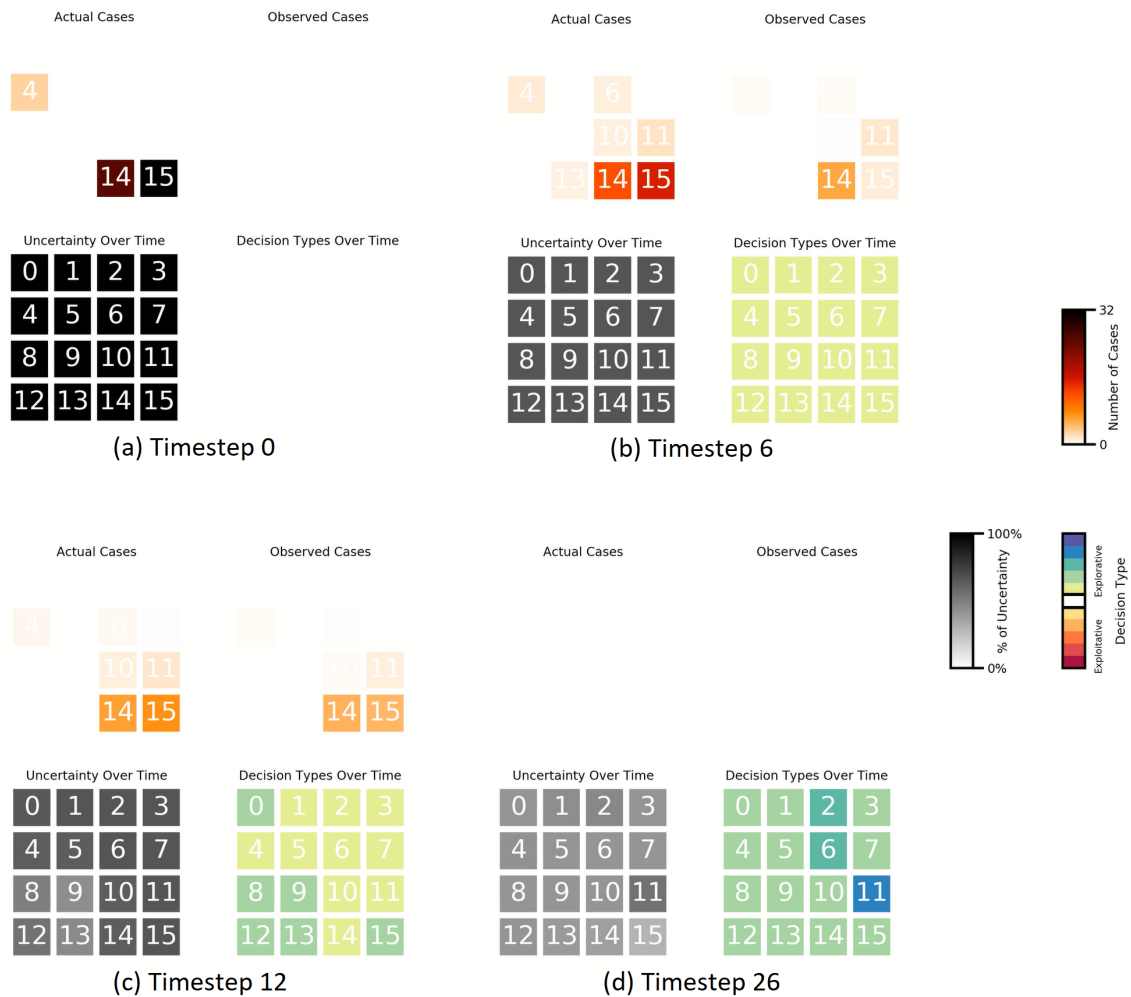 Actual Cases
Observed Cases
4
14 15
Uncertainty Over Time
Decision Types Over Time
0 1 2 3
4 5 6 7
8 9 10 11
12 13 14 15
(a) Timestep 0
Actual Cases
Observed Cases
4 6
10 11
13 14 15
11
14 15
Uncertainty Over Time
Decision Types Over Time
0 1 2 3
4 5 6 7
8 9 10 11
12 13 14 15
0 1 2 3
4 5 6 7
8 9 10 11
12 13 14 15
(b) Timestep 6
32
0
Number of Cases
Actual Cases
Observed Cases
4 6
10 11
14 15
10 11
14 15
Uncertainty Over Time
Decision Types Over Time
0 1 2 3
4 5 6 7
8 9 10 11
12 13 14 15
0 1 2 3
4 5 6 7
8 9 10 11
12 13 14 15
(c) Timestep 12
Actual Cases
Observed Cases
Uncertainty Over Time
Decision Types Over Time
0 1 2 3
4 5 6 7
8 9 10 11
12 13 14 15
0 1 2 3
4 5 6 7
8 9 10 11
12 13 14 15
(d) Timestep 26
100%
0%
% of Uncertainty
Explorative
Exploitative
Decision Type